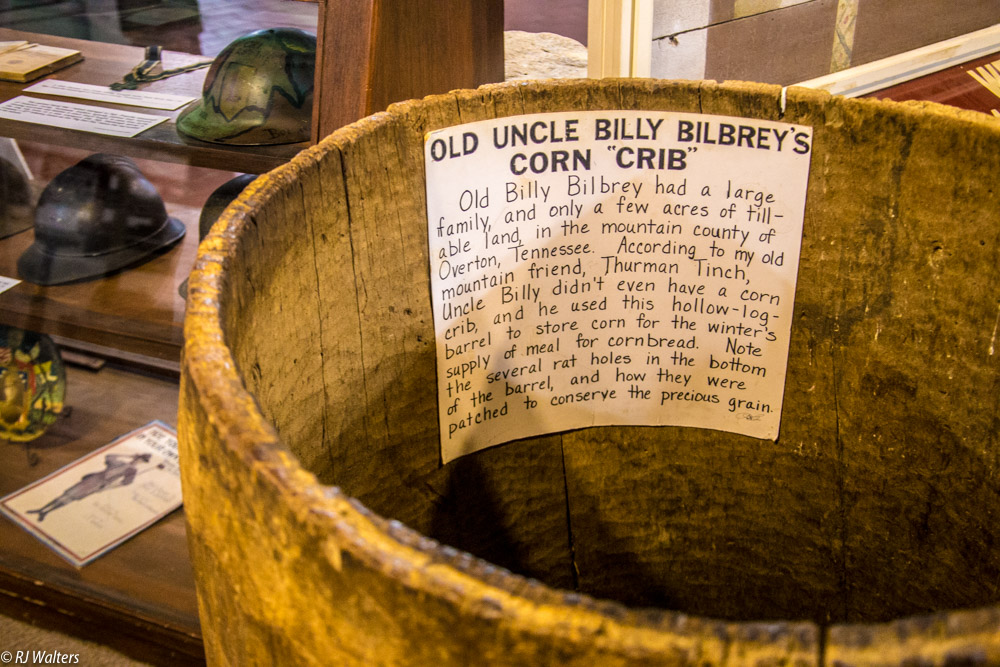 OLD UNCLE BILLY BILBREY'S
CORN "CRIB"
Old Billy Bilbrey had a large
family, and only a few acres of till-
able land, in the mountain county of
Overton, Tennessee. According to my old
mountain friend, Thurman Tinch,
Uncle Billy didn't even have a corn
crib, and he used this hollow-log-
barrel to store corn for the winter's
supply of meal for cornbread. Note
the several rat holes in the bottom
of the barrel, and how they were
patched to conserve the precious grain.
© RJ Walters